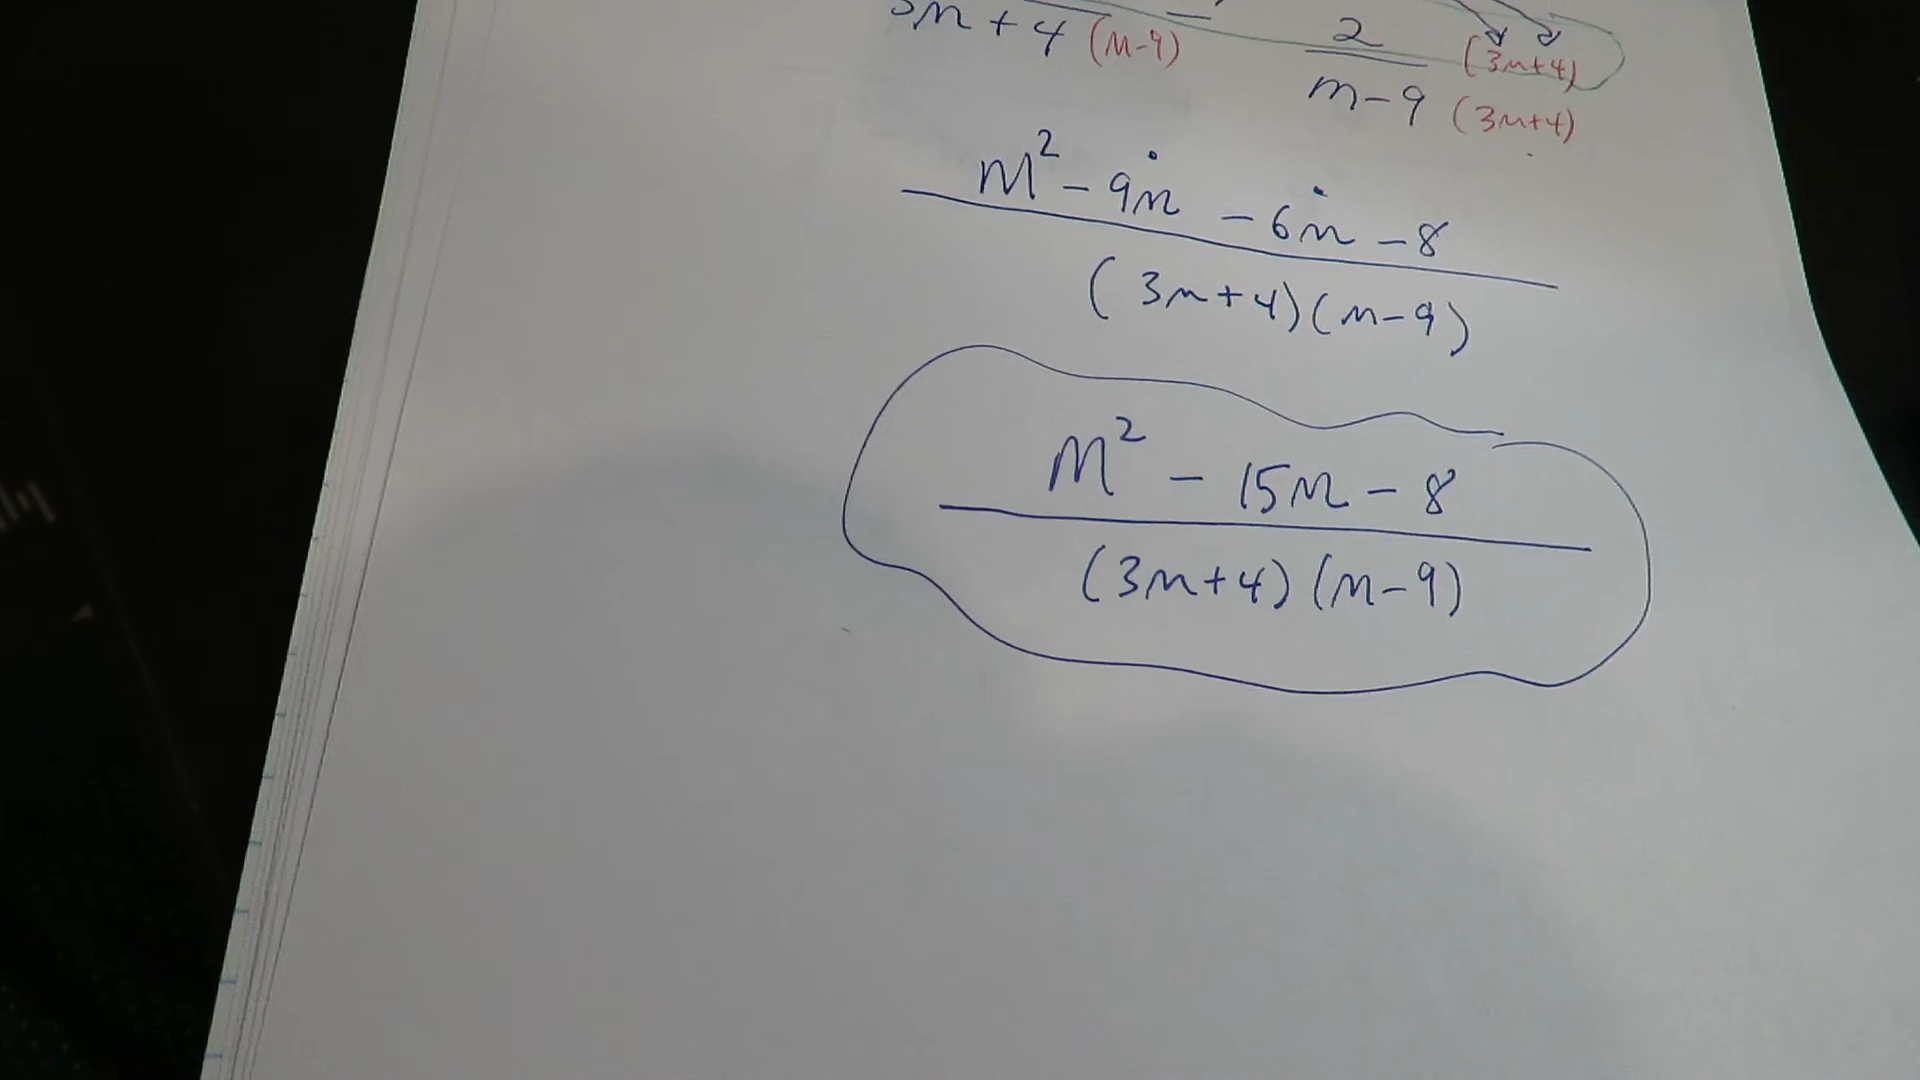 3m + 4 (m-9) - 2 (3m+4)
m-9 (3m+4)
m² - 9m - 6m - 8
(3m+4)(m-9)
m² - 15m - 8
(3m+4)(m-9)